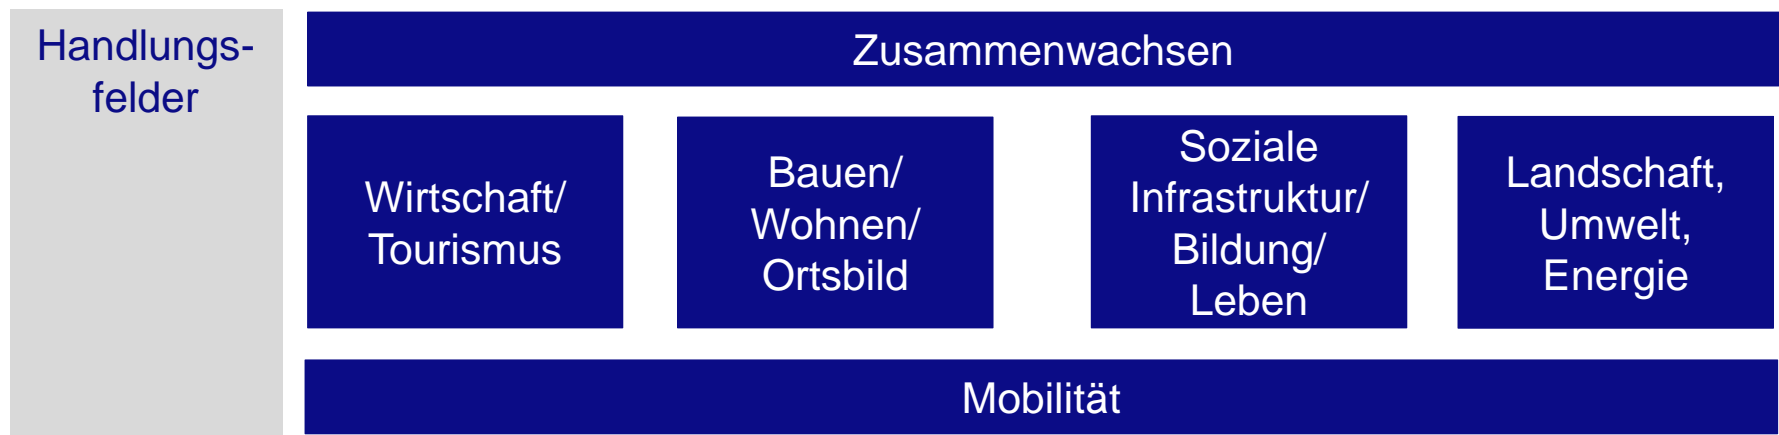 Handlungs-
felder
Zusammenwachsen
Wirtschaft/
Tourismus
Bauen/
Wohnen/
Ortsbild
Soziale
Infrastruktur/
Bildung/
Leben
Landschaft,
Umwelt,
Energie
Mobilität